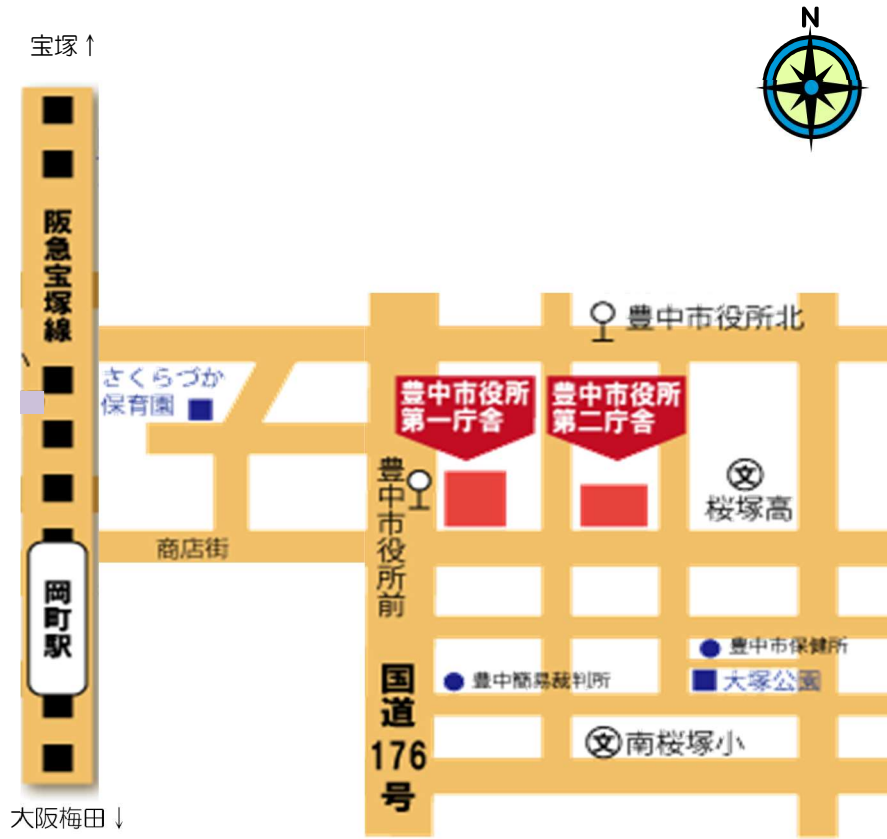 N
宝塚↑
阪急宝塚線
豊中市役所北
さくらづか
保育園
豊中市役所
第一庁舎
豊中市役所
第二庁舎
豊中市役所前
文
桜塚高
商店街
岡町駅
豊中市保健所
豊中簡易裁判所
大塚公園
国道
176
号
文南桜塚小
大阪梅田↓